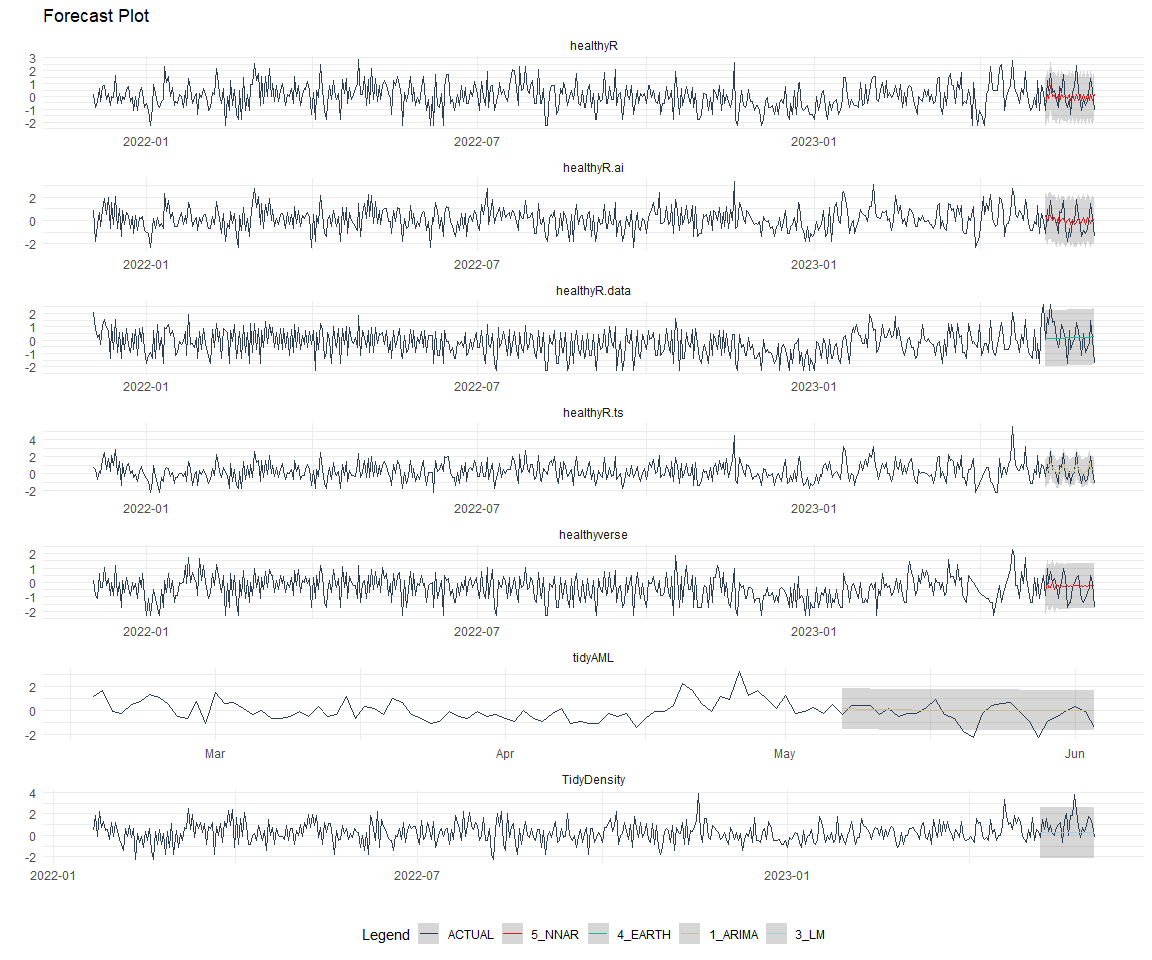 Forecast Plot
healthyR
3
2
1
0
-1
-2
2022-01 2022-07 2023-01
healthyR.ai
2
0
-2
2022-01 2022-07 2023-01
healthyR.data
2
1
0
-1
-2
2022-01 2022-07 2023-01
healthyR.ts
4
2
0
-2
2022-01 2022-07 2023-01
healthyverse
2
1
0
-1
-2
2022-01 2022-07 2023-01
tidyAML
2
0
-2
Mar Apr May Jun
TidyDensity
4
2
0
-2
2022-01 2022-07 2023-01
Legend ACTUAL 5_NNAR 4_EARTH 1_ARIMA 3_LM